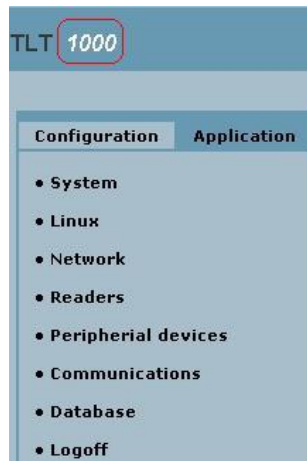 TLT 1000
Configuration Application
• System
• Linux
• Network
• Readers
• Peripherial devices
• Communications
• Database
• Logoff